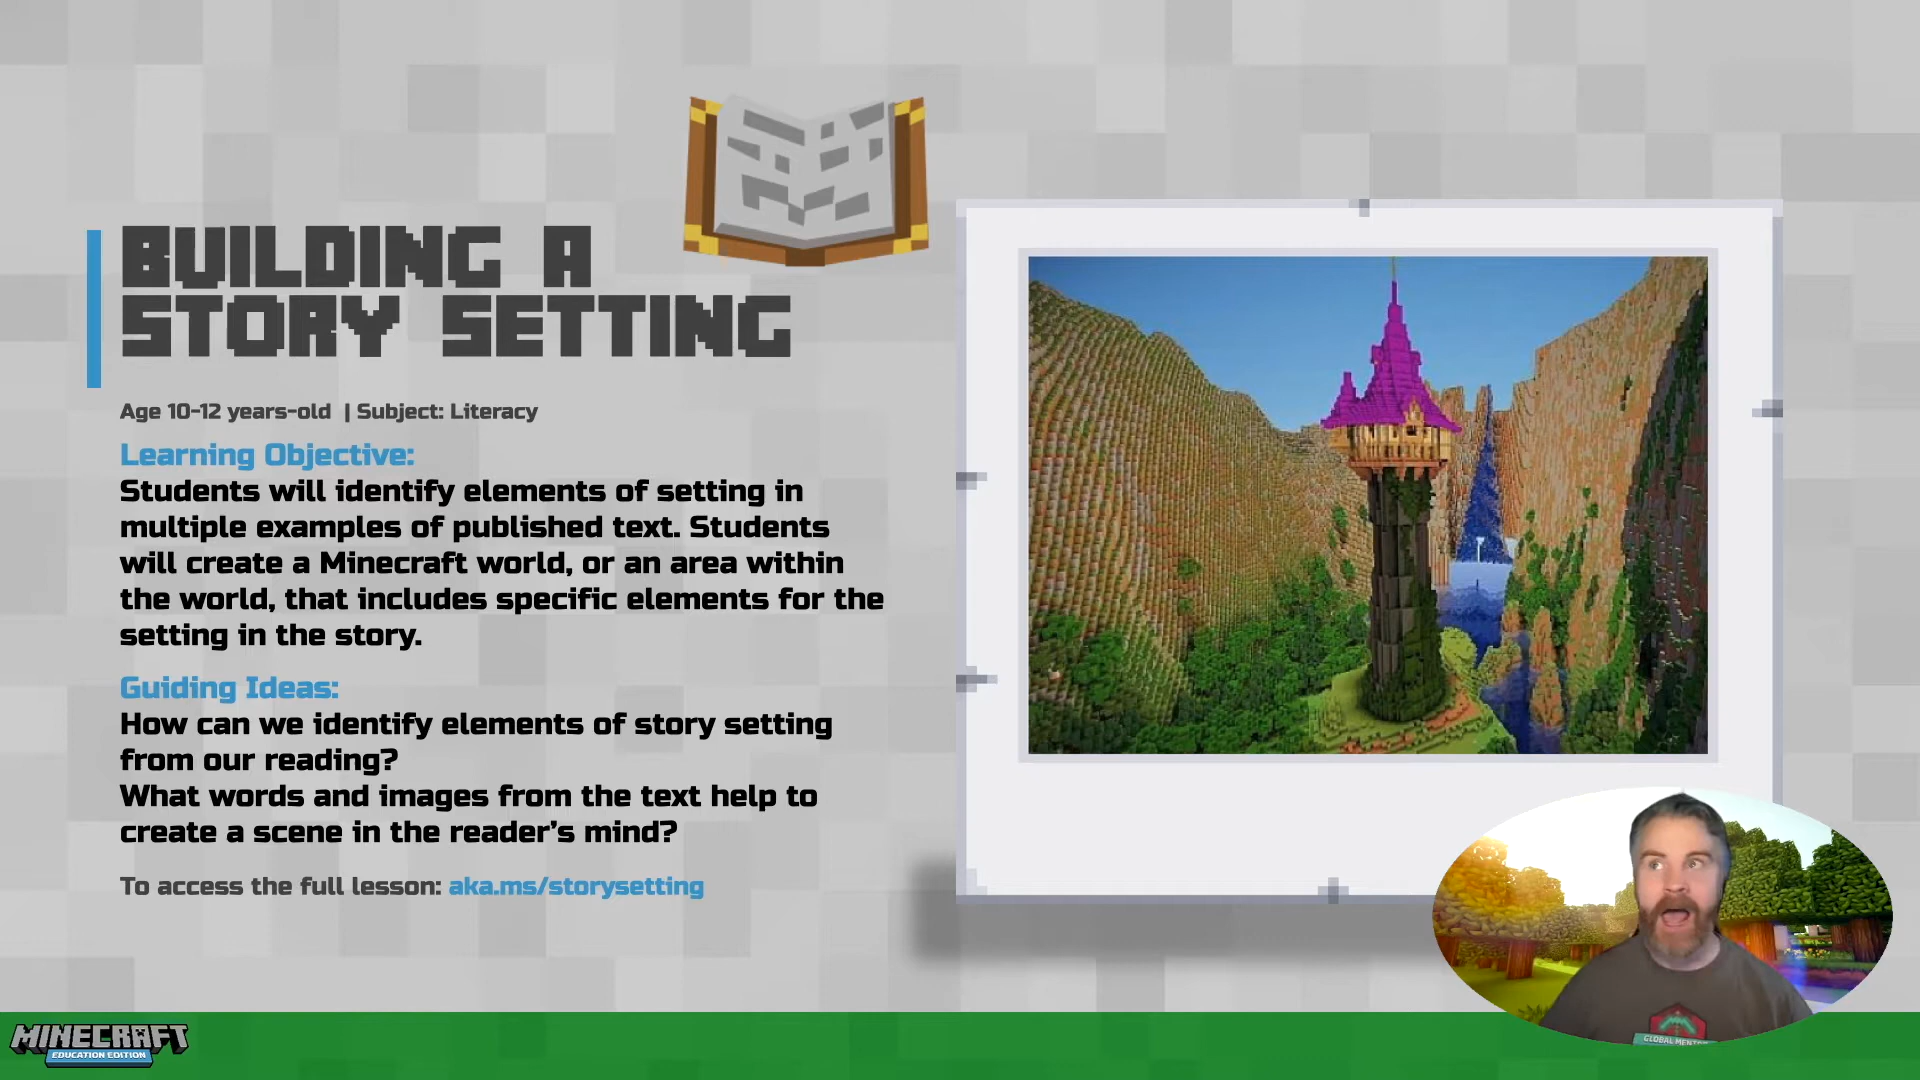 BUILDING A
STORY SETTING
Age 10-12 years-old | Subject: Literacy
Learning Objective:
Students will identify elements of setting in
multiple examples of published text. Students
will create a Minecraft world, or an area within
the world, that includes specific elements for the
setting in the story.
Guiding Ideas:
How can we identify elements of story setting
from our reading?
What words and images from the text help to
create a scene in the reader's mind?
To access the full lesson: aka.ms/storysetting
MINECRAFT
EDUCATION EDITION
GLOBAL